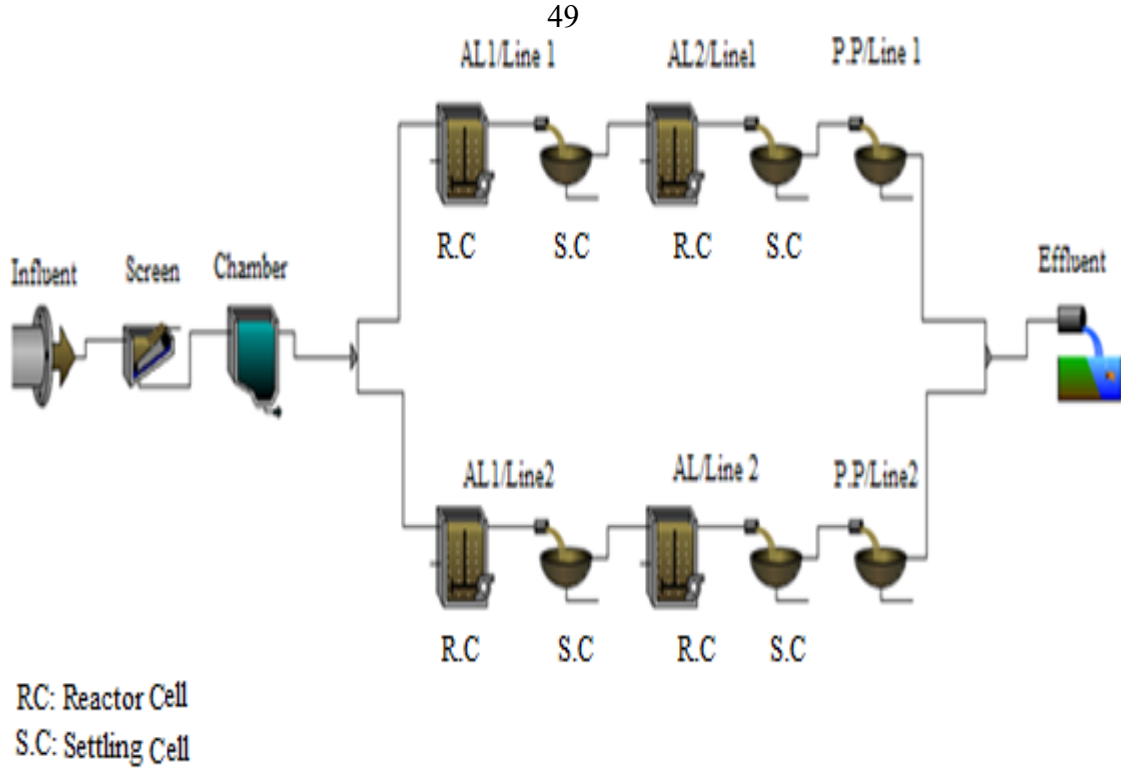 49
AL1/Line 1
AL2/Line1
P.P/Line 1
R.C
S.C
R.C
S.C
Influent
Screen
Chamber
Effluent
AL1/Line2
AL/Line 2
P.P/Line2
R.C
S.C
R.C
S.C
RC: Reactor Cell
S.C: Settling Cell